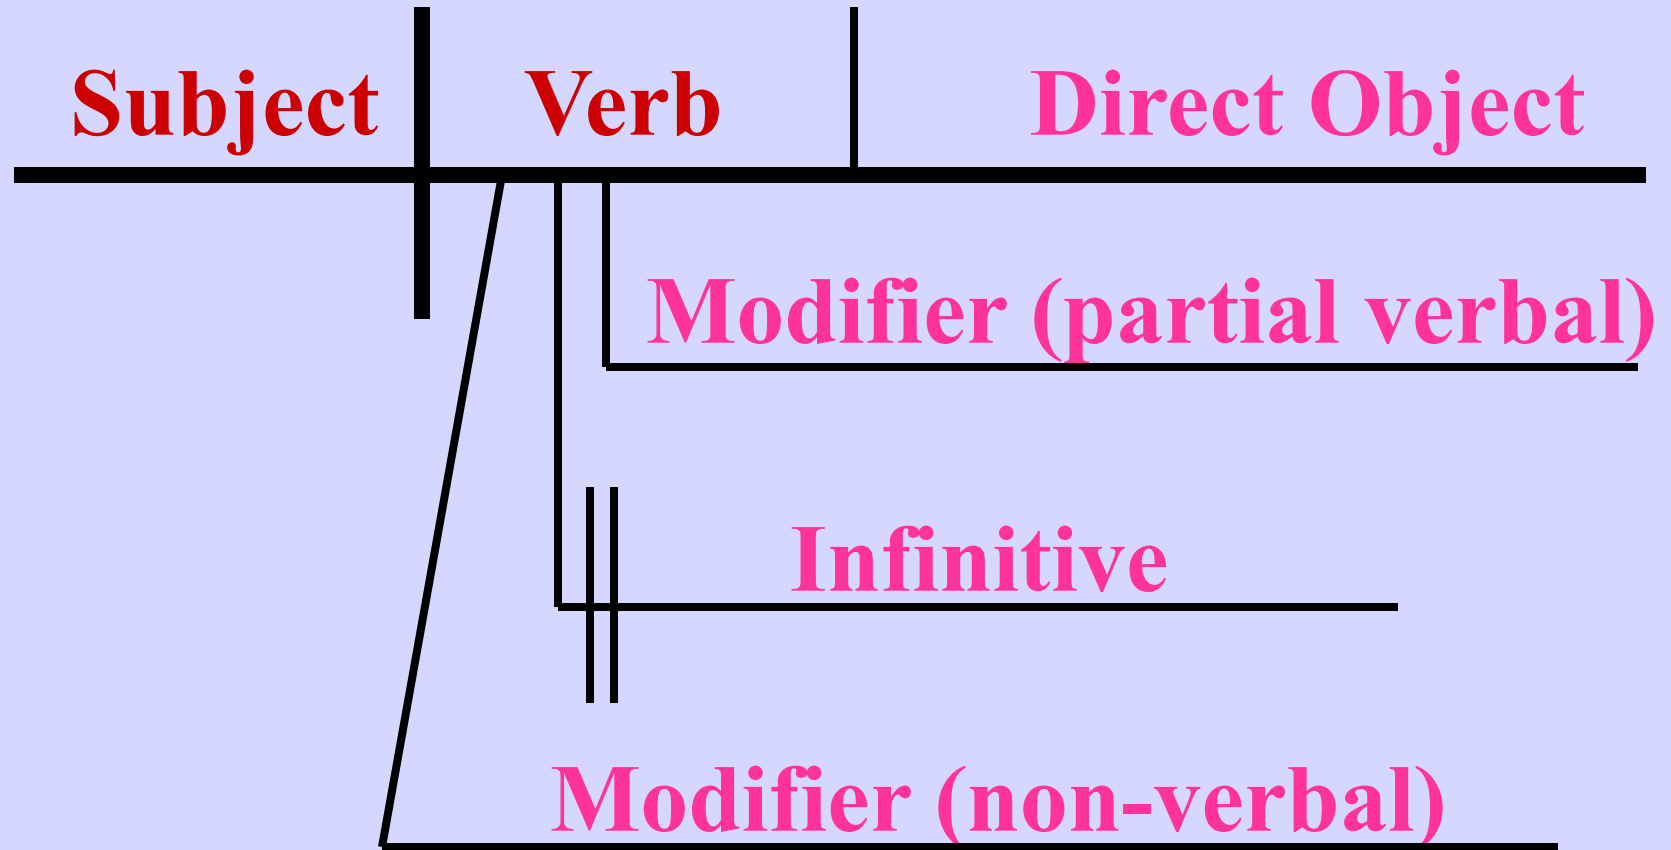 Subject Verb Direct Object
Modifier (partial verbal)
Infinitive
Modifier (non-verbal)